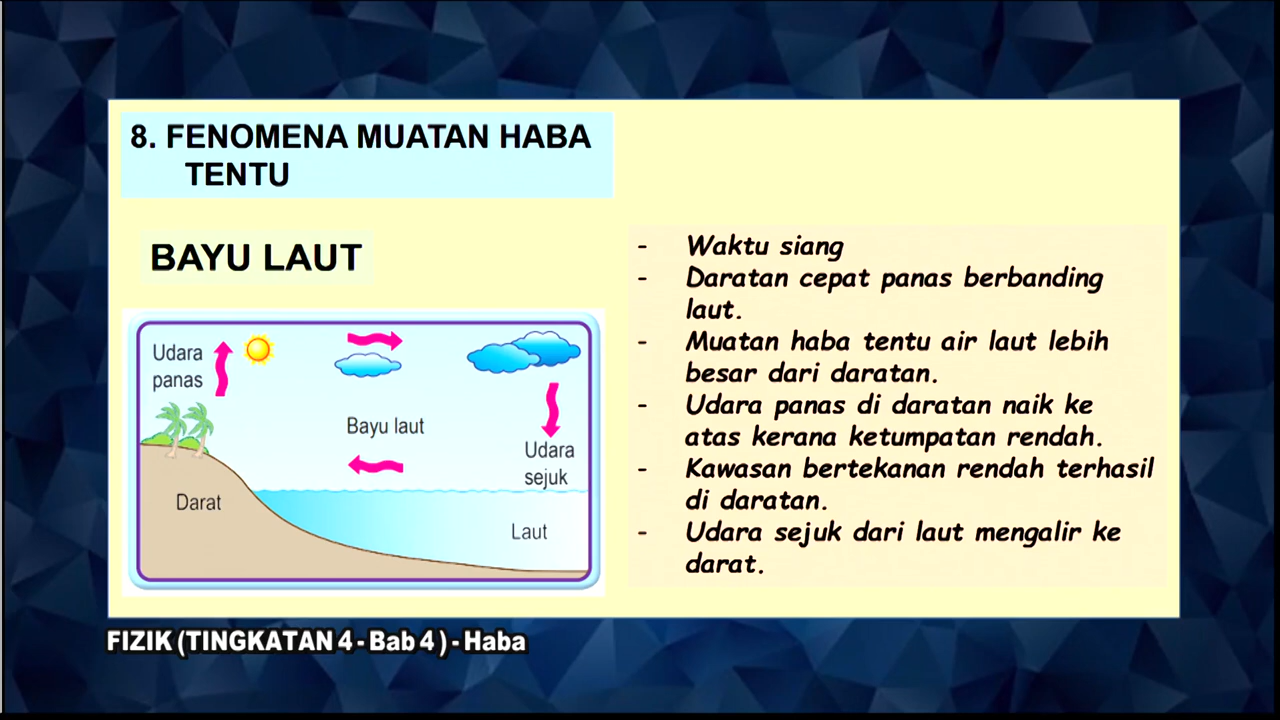 8. FENOMENA MUATAN HABA
TENTU
BAYU LAUT
Udara
panas
Bayu laut
Udara
sejuk
Darat
Laut
- Waktu siang
- Daratan cepat panas berbanding
laut.
- Muatan haba tentu air laut lebih
besar dari daratan.
- Udara panas di daratan naik ke
atas kerana ketumpatan rendah.
- Kawasan bertekanan rendah terhasil
di daratan.
- Udara sejuk dari laut mengalir ke
darat.
FIZIK (TINGKATAN 4 - Bab 4 ) - Haba